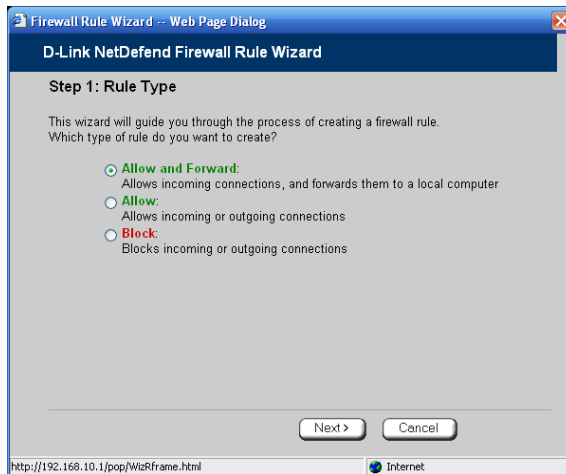 Firewall Rule Wizard -- Web Page Dialog
D-Link NetDefend Firewall Rule Wizard
Step 1: Rule Type
This wizard will guide you through the process of creating a firewall rule.
Which type of rule do you want to create?
Allow and Forward:
Allows incoming connections, and forwards them to a local computer
Allow:
Allows incoming or outgoing connections
Block:
Blocks incoming or outgoing connections
Next >
Cancel
http://192.168.10.1/pop/WizRframe.html
Internet